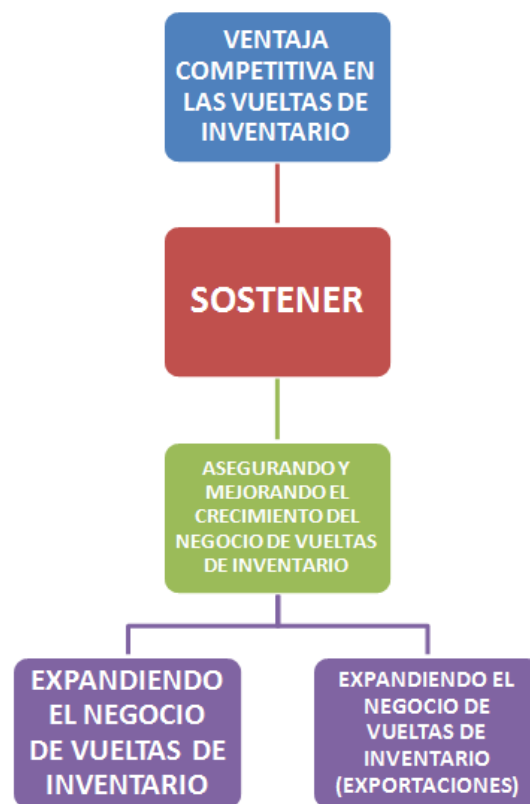 VENTAJA
COMPETITIVA EN
LAS VUELTAS DE
INVENTARIO
SOSTENER
ASEGURANDO Y
MEJORANDO EL
CRECIMIENTO DEL
NEGOCIO DE VUELTAS
DE INVENTARIO
EXPANDIENDO
EL NEGOCIO
DE VUELTAS DE
INVENTARIO
EXPANDIENDO EL
NEGOCIO DE
VUELTAS DE
INVENTARIO
(EXPORTACIONES)